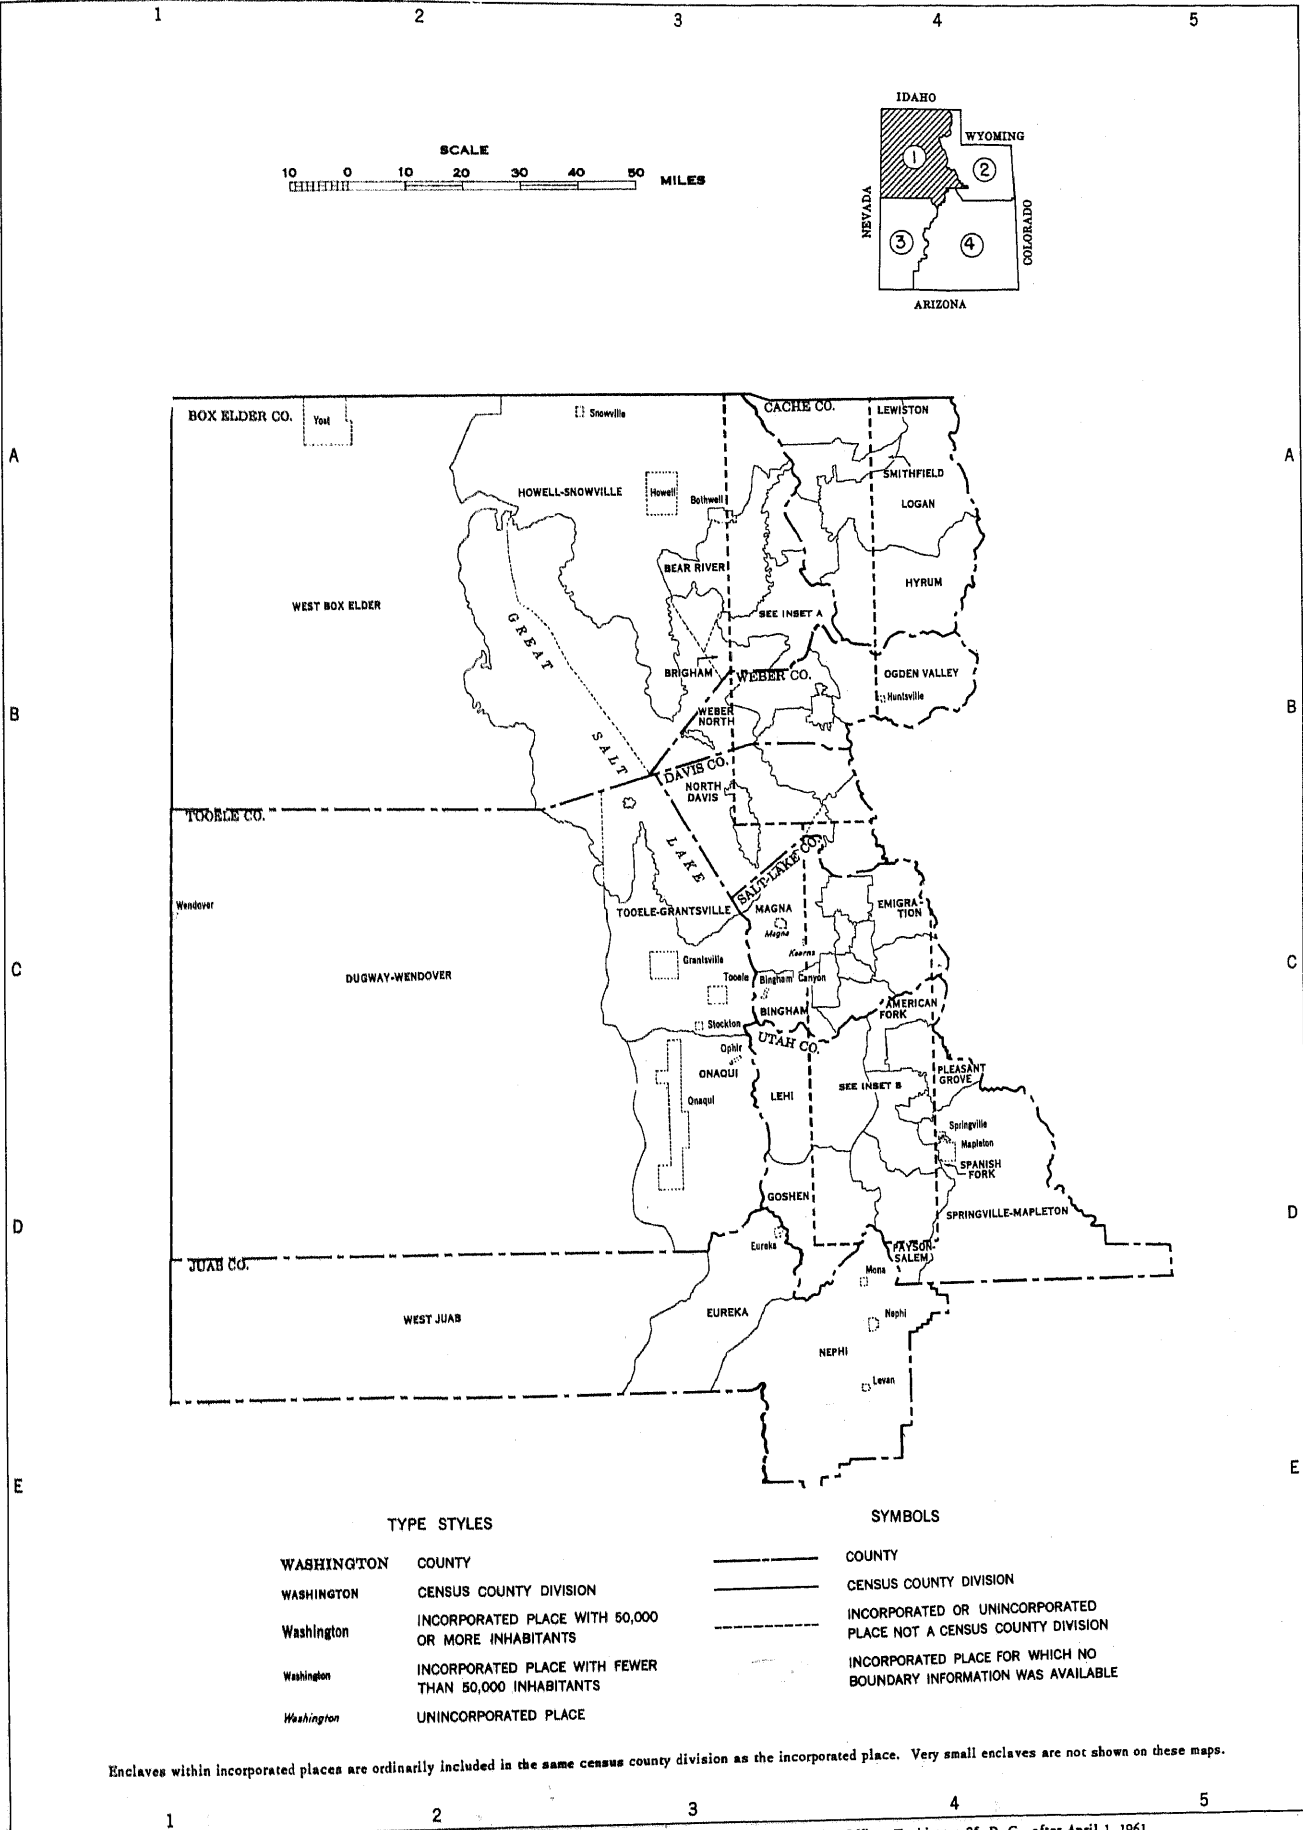 1 2 3 4 5
IDAHO
WYOMING
SCALE
10 0 10 20 30 40 50 MILES
1
2
NEVADA
COLORADO
3
4
ARIZONA
BOX ELDER CO.
Yost
Snowville
CACHE CO.
LEWISTON
A
A
SMITHFIELD
HOWELL-SNOWVILLE
Howell
Bothwell
LOGAN
BEAR RIVER
HYRUM
WEST BOX ELDER
SEE INSET A
GREAT
BRIGHAM
WEBER CO.
OGDEN VALLEY
Huntsville
B
WEBER
NORTH
B
SALT
DAVIS CO.
NORTH
DAVIS
TOOELE CO.
LAKE
SALT-LAKE CO.
Wendover
TOOELE-GRANTSVILLE
MAGNA
EMIGRA-
TION
Magna
Kearns
C
Grantsville
C
DUGWAY-WENDOVER
Tooele
Bingham Canyon
BINGHAM
AMERICAN
FORK
Stockton
UTAH CO.
Ophir
ONAQUI
PLEASANT
GROVE
LEHI
SEE INSET B
Onaqui
Springville
Mapleton
SPANISH
FORK
GOSHEN
SPRINGVILLE-MAPLETON
D
D
Eureka
PAYSON-
SALEM
JUAB CO.
Mona
WEST JUAB
EUREKA
Nephi
NEPHI
Levan
E
E
TYPE STYLES
SYMBOLS
WASHINGTON COUNTY
COUNTY
WASHINGTON CENSUS COUNTY DIVISION
CENSUS COUNTY DIVISION
Washington INCORPORATED PLACE WITH 50,000
OR MORE INHABITANTS
INCORPORATED OR UNINCORPORATED
PLACE NOT A CENSUS COUNTY DIVISION
Washington INCORPORATED PLACE WITH FEWER
THAN 50,000 INHABITANTS
INCORPORATED PLACE FOR WHICH NO
BOUNDARY INFORMATION WAS AVAILABLE
Washington UNINCORPORATED PLACE
Enclaves within incorporated places are ordinarily included in the same census county division as the incorporated place. Very small enclaves are not shown on these maps.
1 2 3 4 5
25, D. C., after April 1, 1961